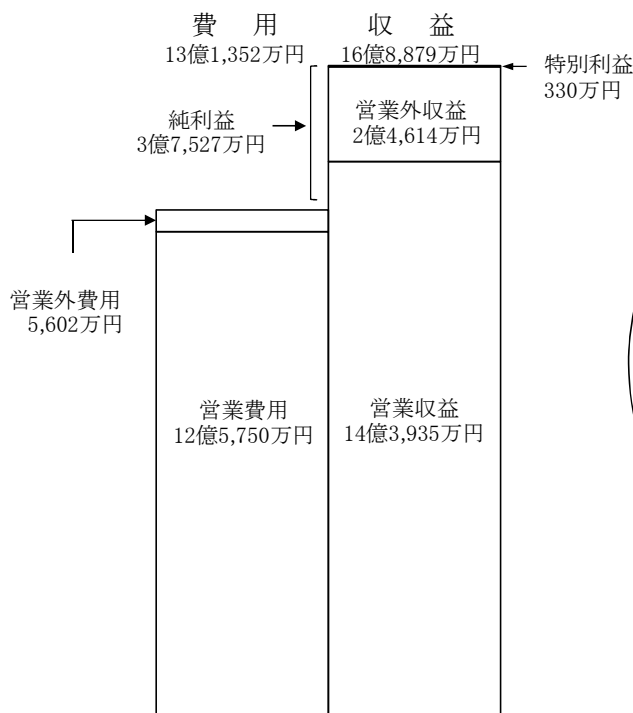 費　用　　収　益
13億1,352万円　16億8,879万円
特別利益
330万円
純利益
3億7,527万円
営業外収益
2億4,614万円
営業外費用
5,602万円
営業費用
12億5,750万円
営業収益
14億3,935万円